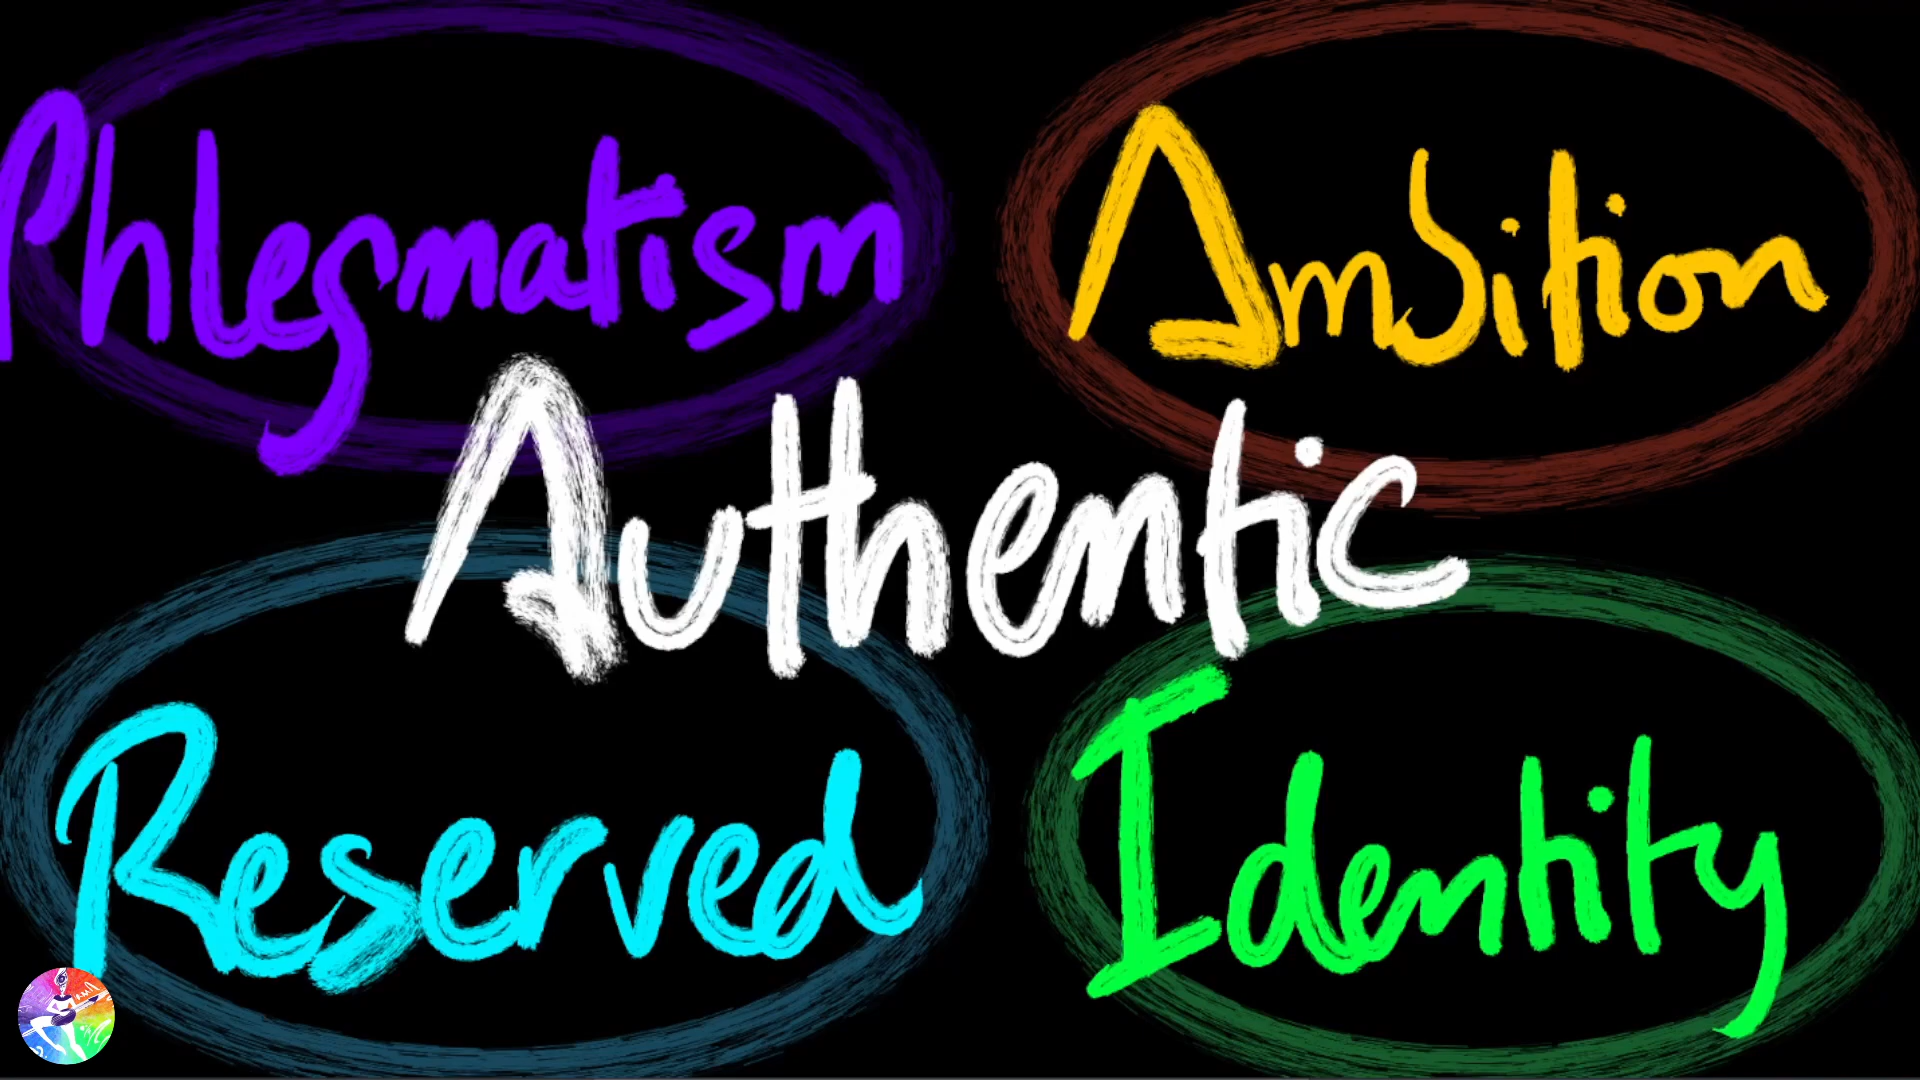 Phlegmatism
Ambition
Authentic
Reserved
Identity